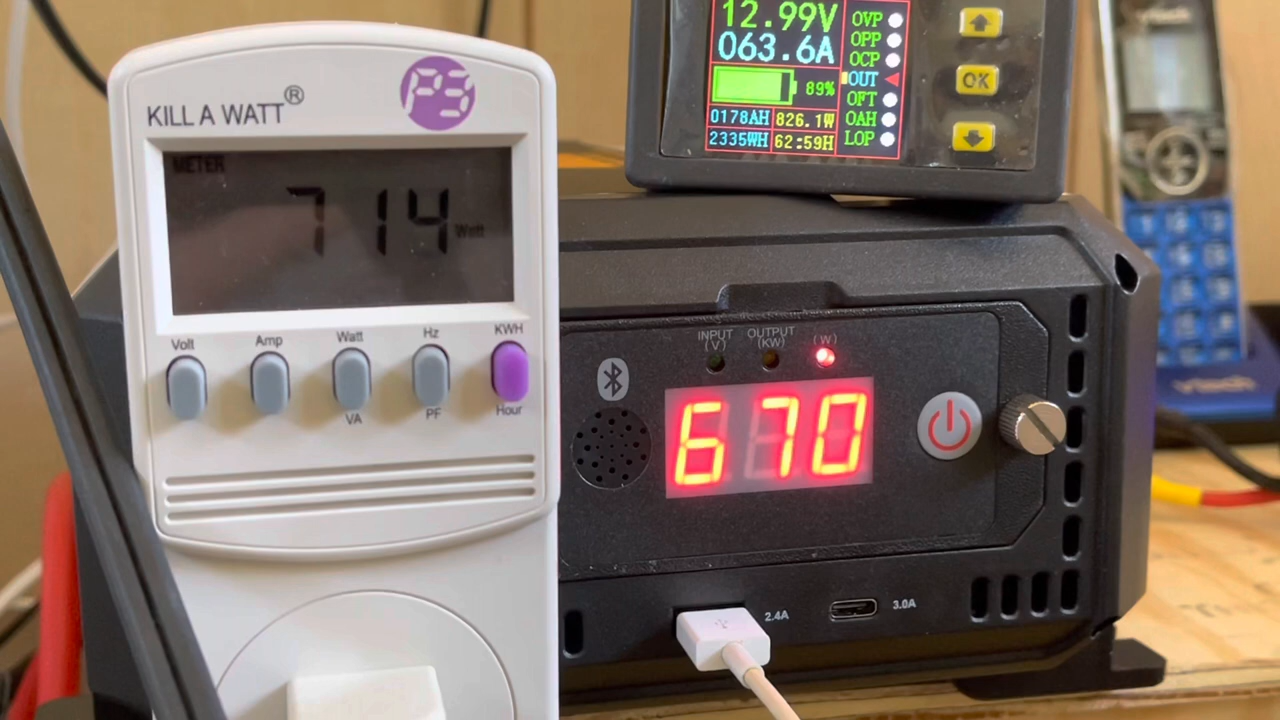 KILL A WATT®
P3
METER
714 Watt
Volt Amp Watt Hz KWH
VA PF Hour
12.99V
063.6A
89%
0178AH 826.1W
2335WH 62:59H
OVP
OPP
OCP
OUT
OFT
OAH
LOP
OK
INPUT (V)
OUTPUT (KW)
(W)
670
2.4A
3.0A
vtech
vtech